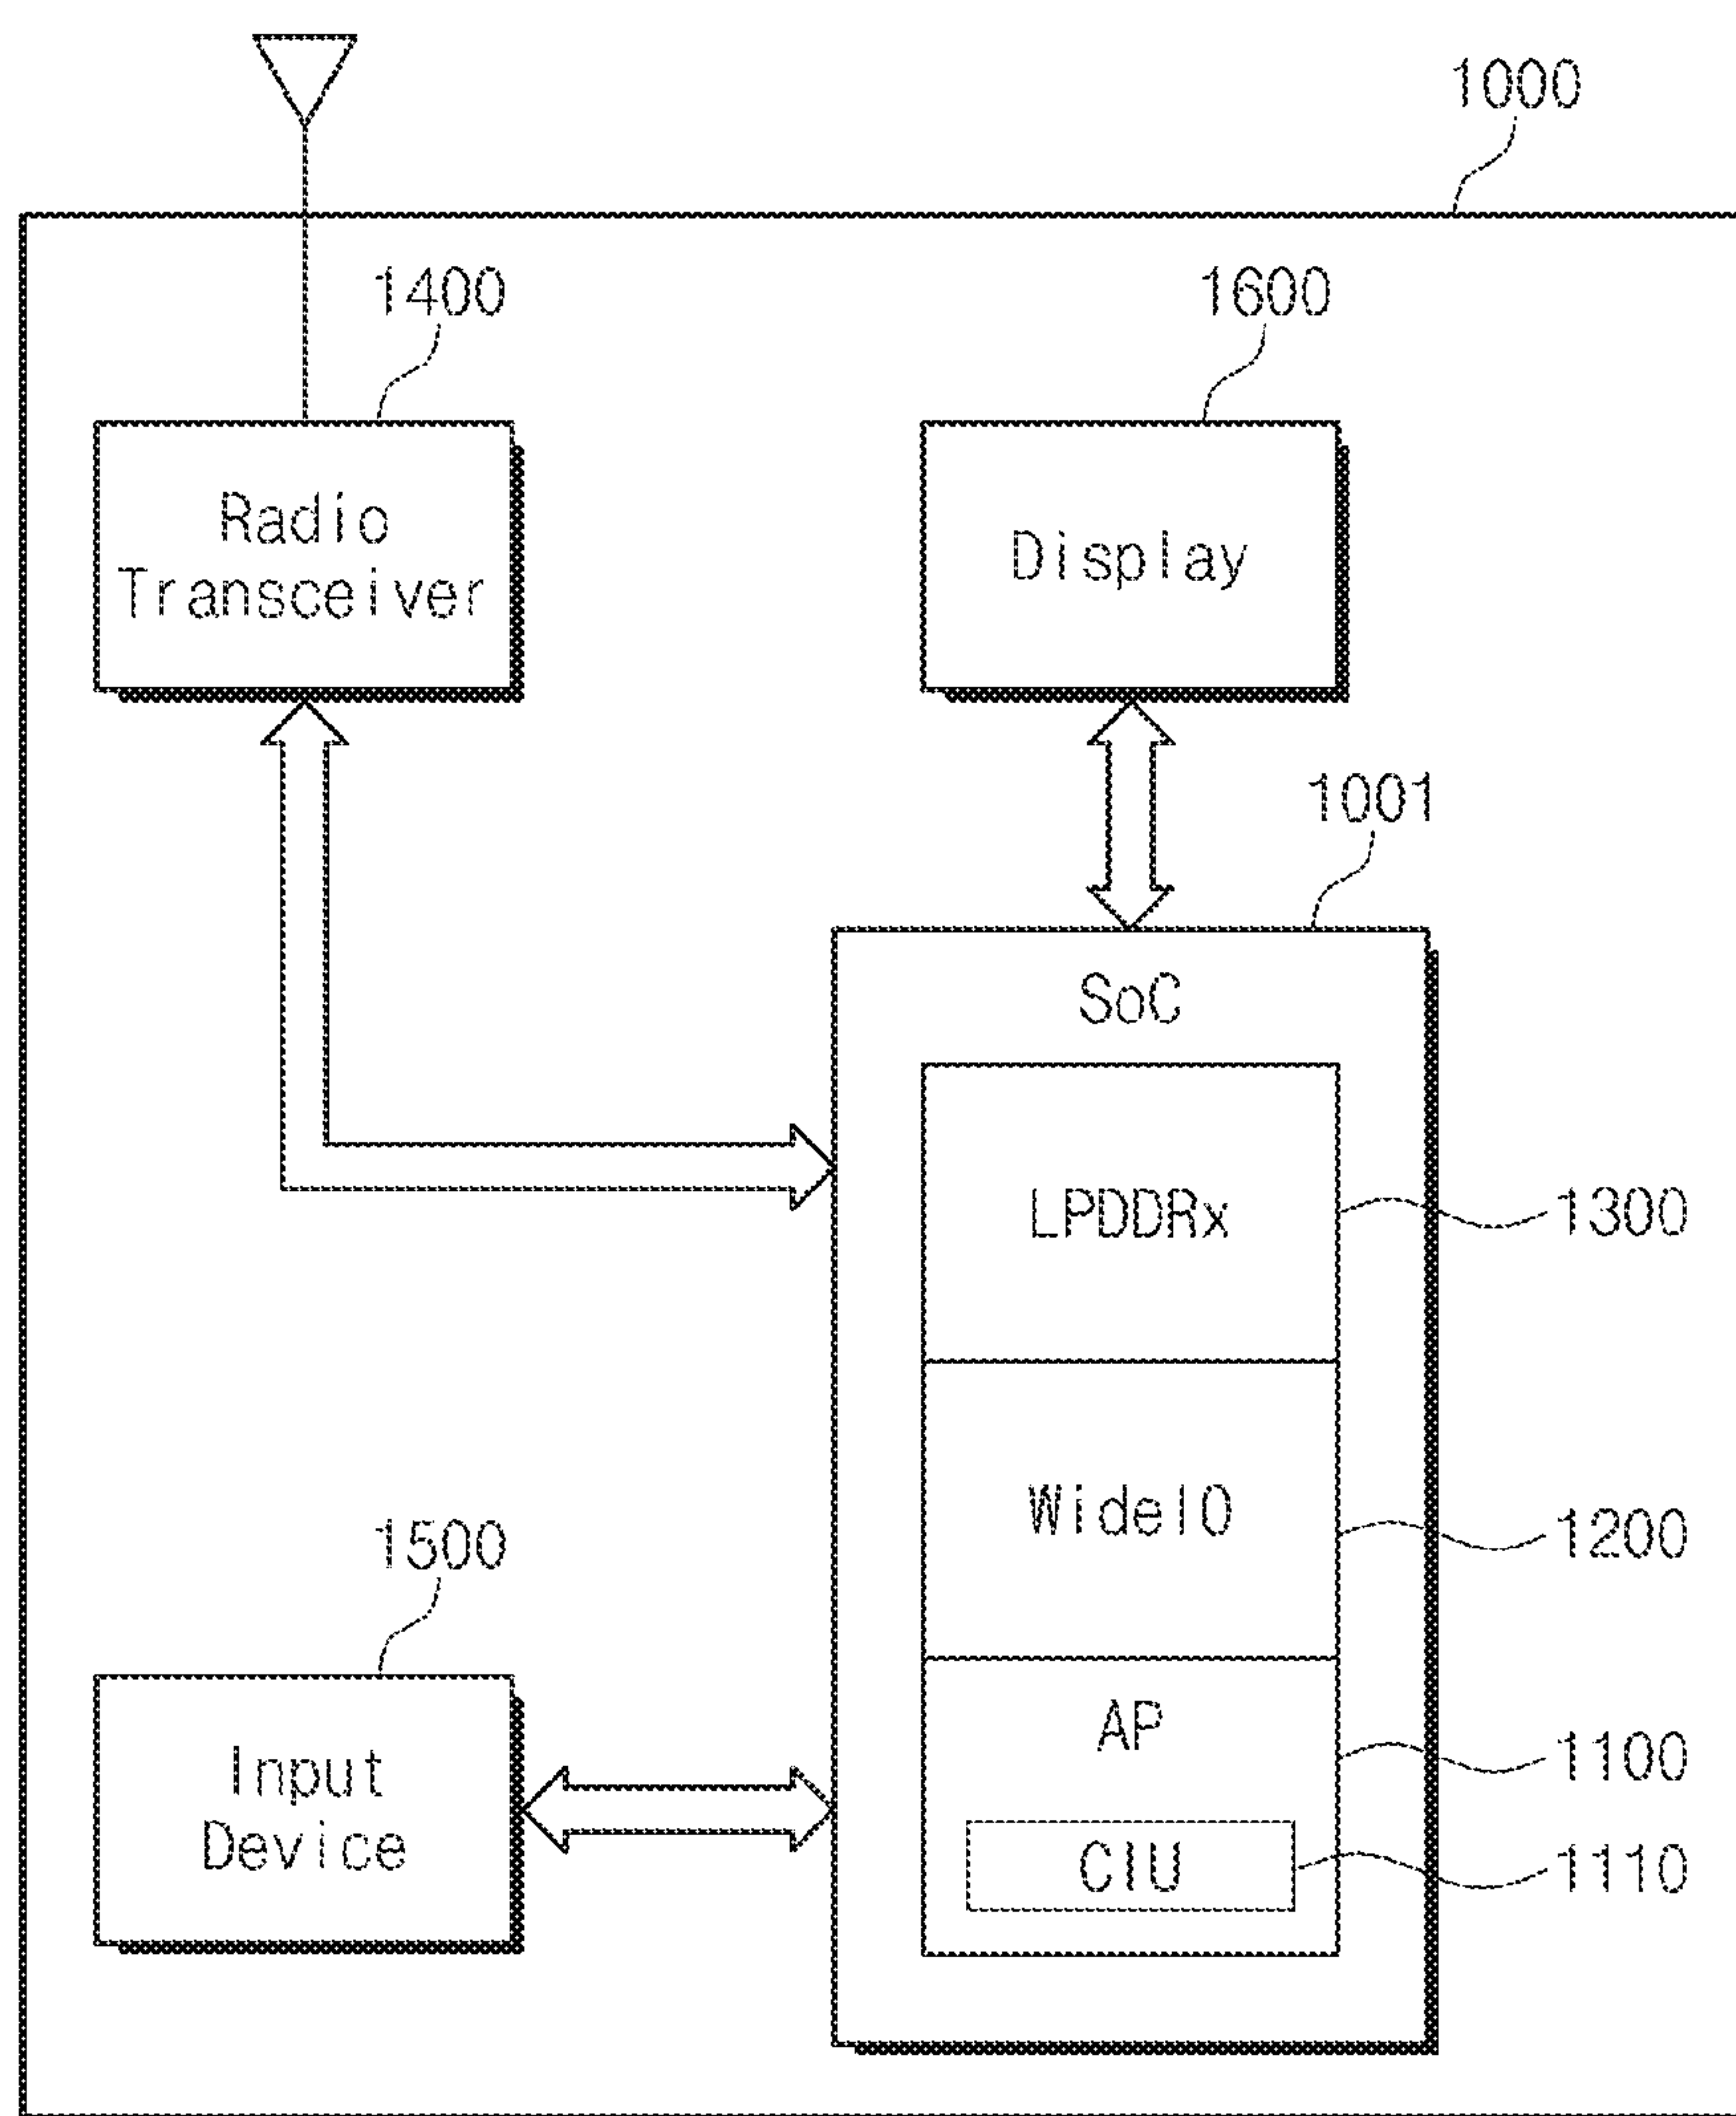 1000
1400
1600
Radio
Transceiver
Display
1001
SoC
LPDDRx
1300
WideIO
1200
1500
Input
Device
AP
1100
CIU
1110